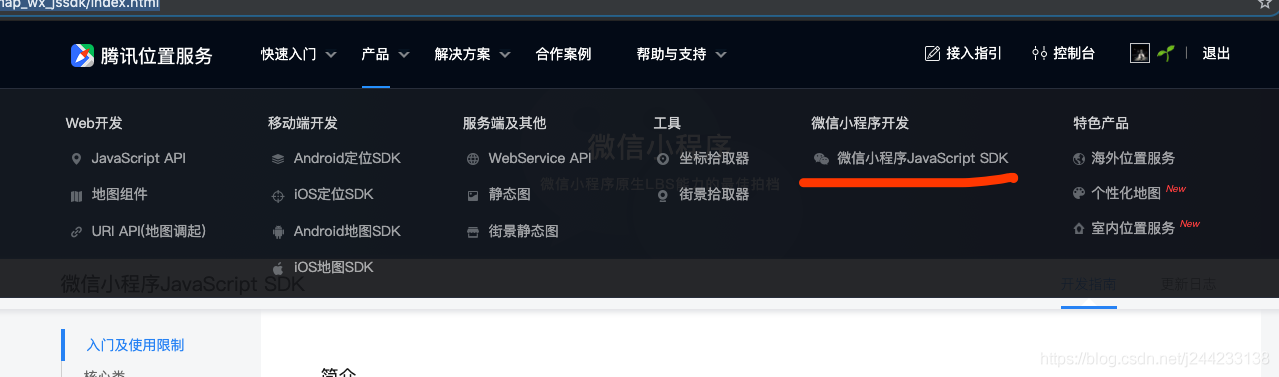 map_wx_jssdk/index.html
腾讯位置服务 快速入门 产品 解决方案 合作案例 帮助与支持 接入指引 控制台 退出
Web开发 移动端开发 服务端及其他 工具 微信小程序开发 特色产品
微信小程序
JavaScript API Android定位SDK WebService API 坐标拾取器 微信小程序JavaScript SDK 海外位置服务
微信小程序原生LBS能力的最佳拍档
地图组件 iOS定位SDK 静态图 街景拾取器 个性化地图 New
URI API(地图调起) Android地图SDK 街景静态图 室内位置服务 New
iOS地图SDK
微信小程序JavaScript SDK 开发指南 更新日志
入门及使用限制
https://blog.csdn.net/j244233138
核心类
简介